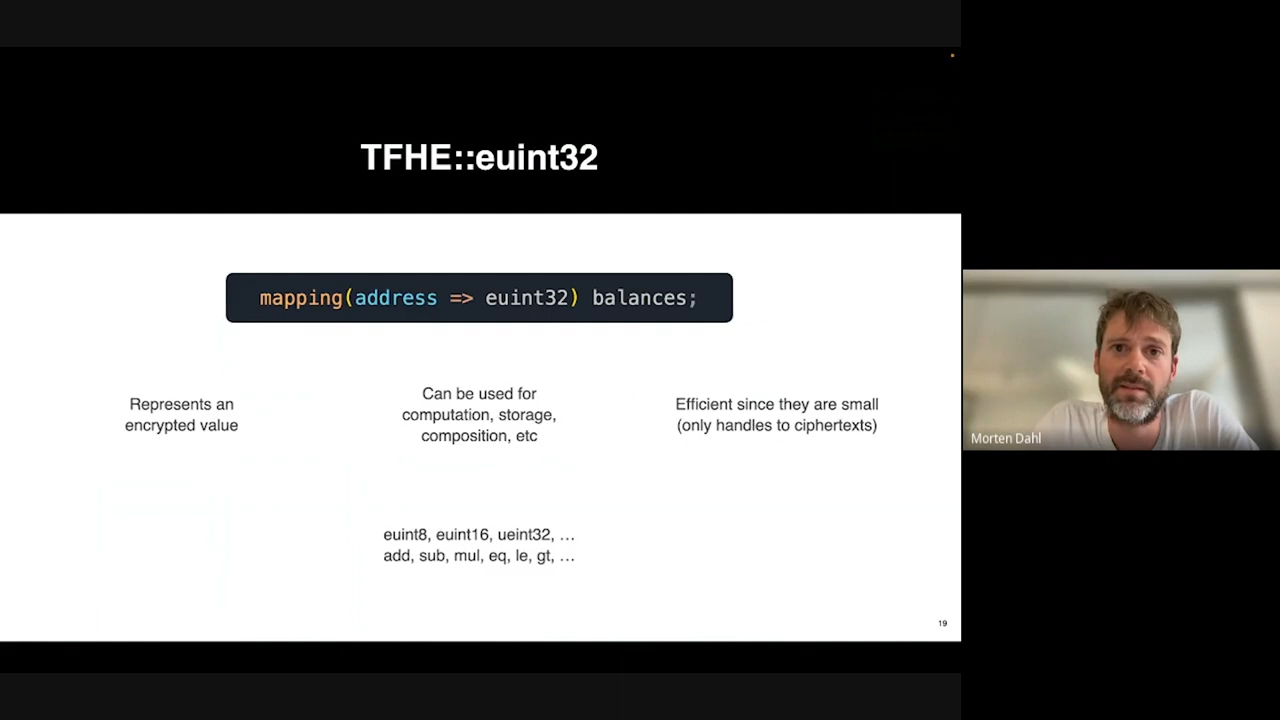 TFHE::euint32
mapping(address => euint32) balances;
Represents an
encrypted value
Can be used for
computation, storage,
composition, etc
Efficient since they are small
(only handles to ciphertexts)
euint8, euint16, ueint32, …
add, sub, mul, eq, le, gt, …
19
Morten Dahl